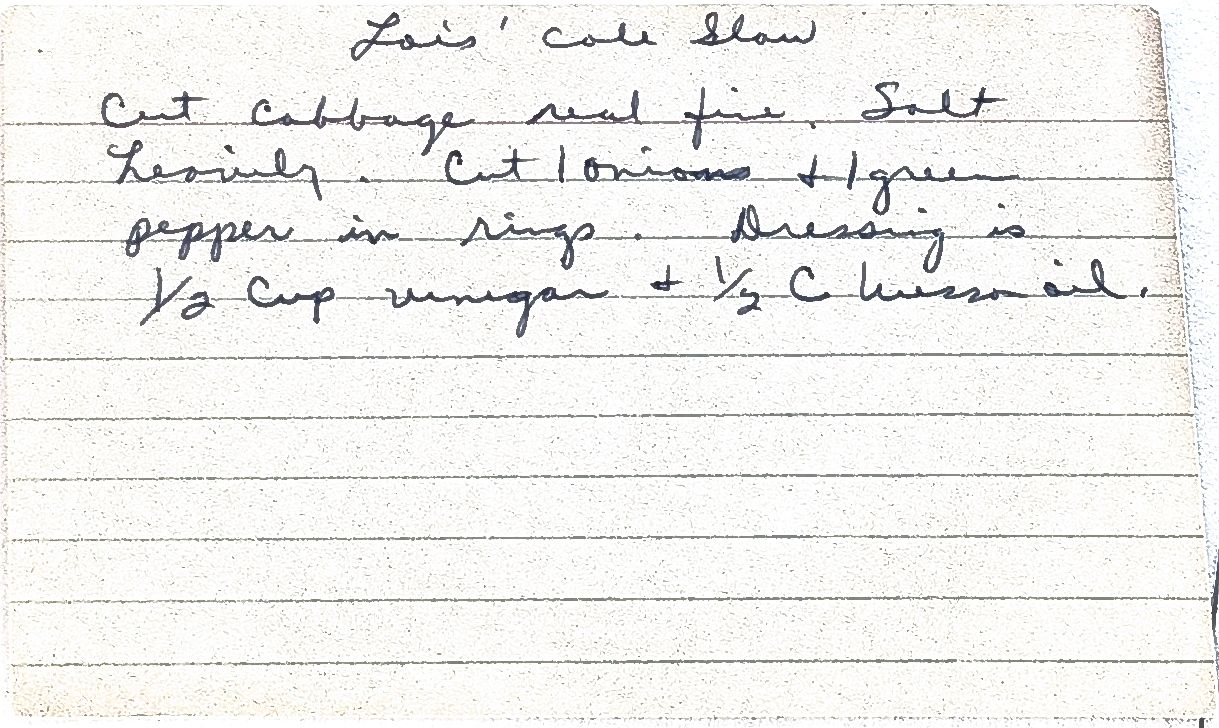 Lois' cole Slaw
Cut cabbage real fine. Salt
heavily. Cut 1 onion & 1 green
pepper in rings. Dressing is
1/2 Cup vinegar & 1/2 C Wesson oil.